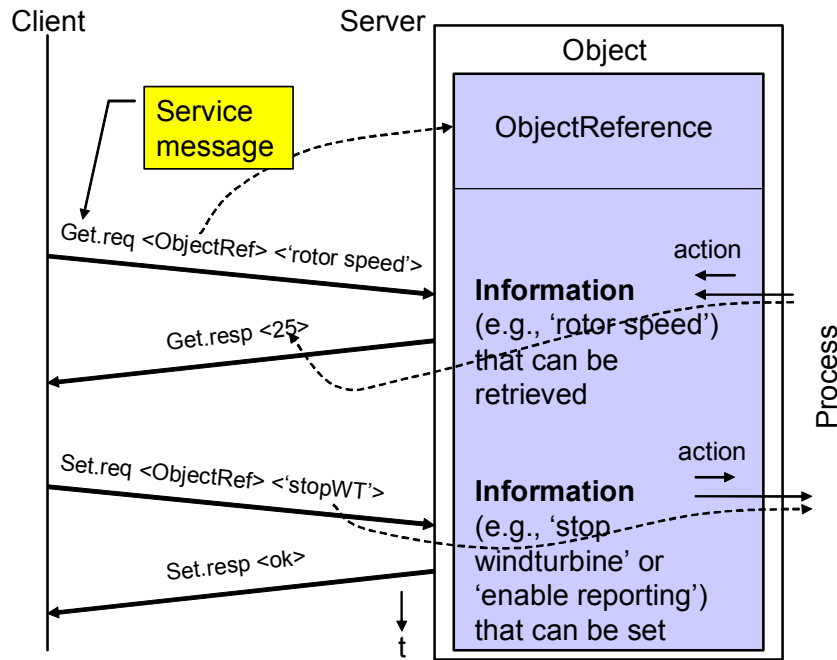 Client
Server
Object
Service
message
ObjectReference
Get.req <ObjectRef> <‘rotor speed’>
action
Information
(e.g., ‘rotor speed’)
that can be
retrieved
Get.resp <25>
Process
Set.req <ObjectRef> <‘stopWT’>
action
Information
(e.g., ‘stop
windturbine’ or
‘enable reporting’)
that can be set
Set.resp <ok>
t